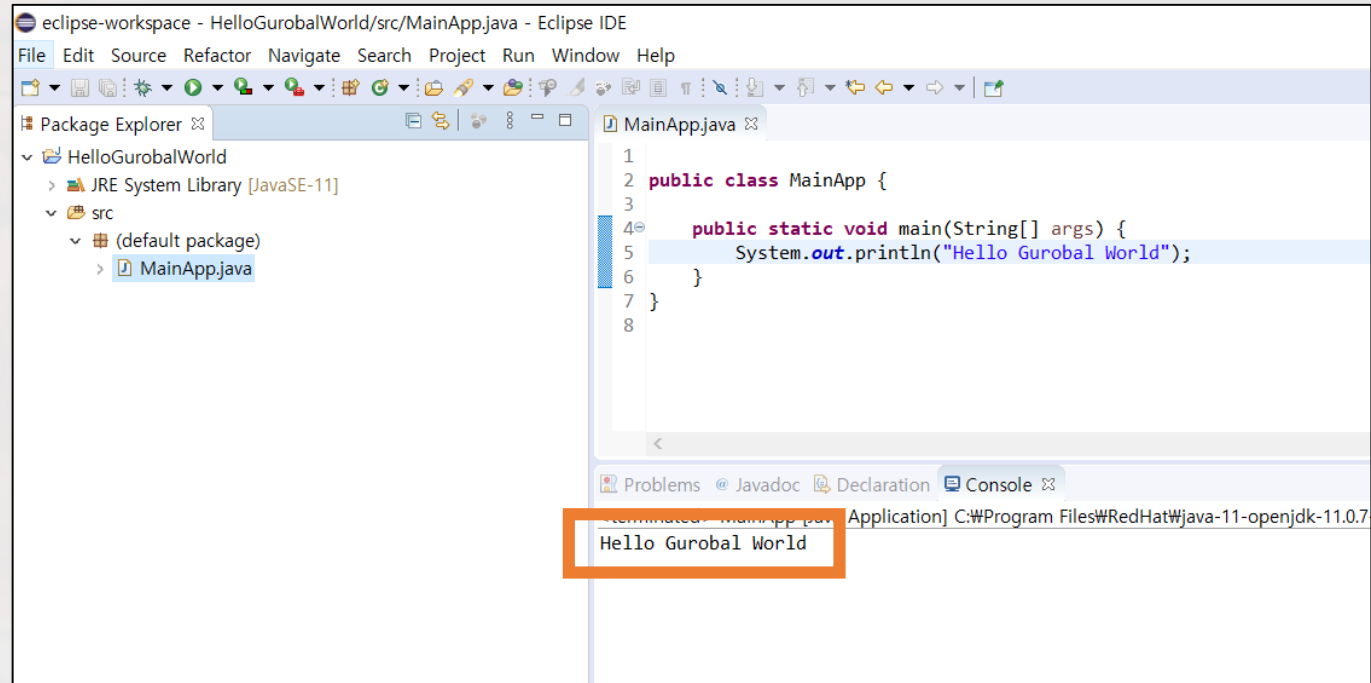 eclipse-workspace - HelloGurobalWorld/src/MainApp.java - Eclipse IDE
File Edit Source Refactor Navigate Search Project Run Window Help
Package Explorer
HelloGurobalWorld
JRE System Library [JavaSE-11]
src
(default package)
MainApp.java
MainApp.java
1
2 public class MainApp {
3
4 public static void main(String[] args) {
5 System.out.println("Hello Gurobal World");
6 }
7 }
8
Problems @ Javadoc Declaration Console
<terminated> MainApp [Java Application] C:₩Program Files₩RedHat₩java-11-openjdk-11.0.7-
Hello Gurobal World